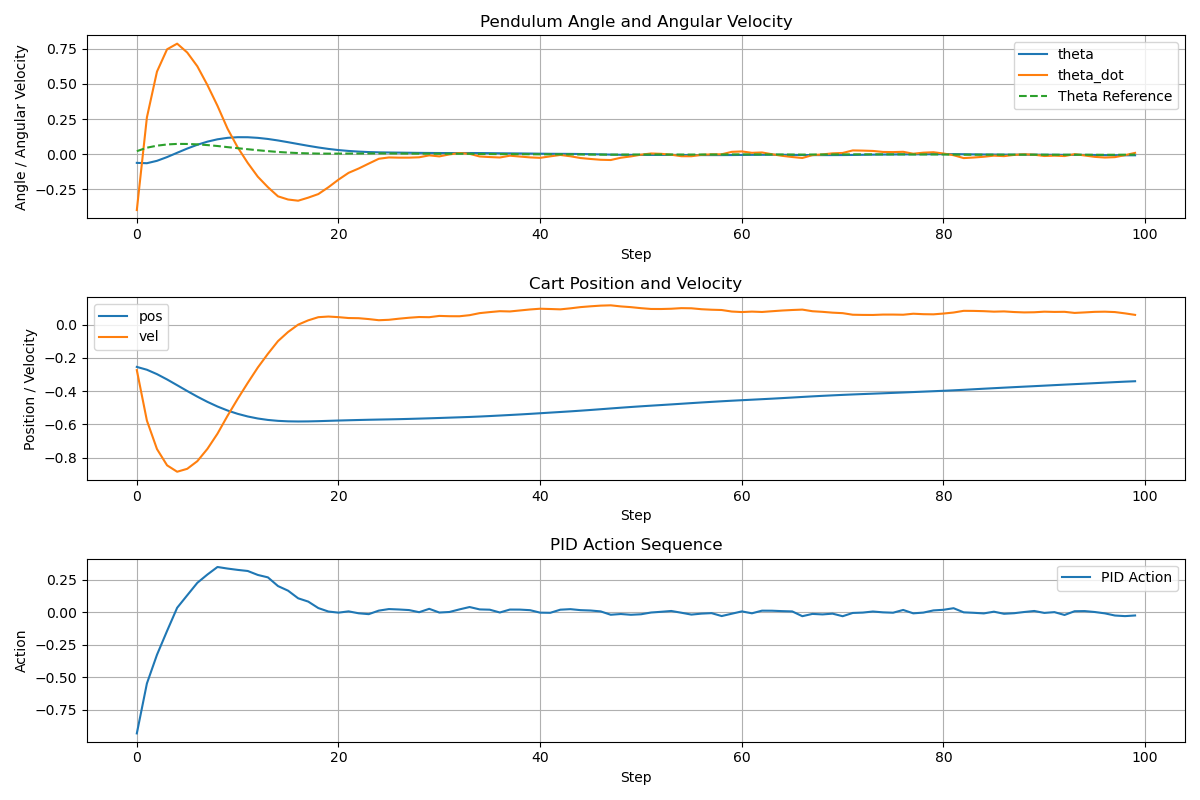 Pendulum Angle and Angular Velocity
Angle / Angular Velocity
0.75
0.50
0.25
0.00
−0.25
theta
theta_dot
Theta Reference
0 20 40 60 80 100
Step
Cart Position and Velocity
Position / Velocity
0.0
−0.2
−0.4
−0.6
−0.8
pos
vel
0 20 40 60 80 100
Step
PID Action Sequence
Action
0.25
0.00
−0.25
−0.50
−0.75
PID Action
0 20 40 60 80 100
Step